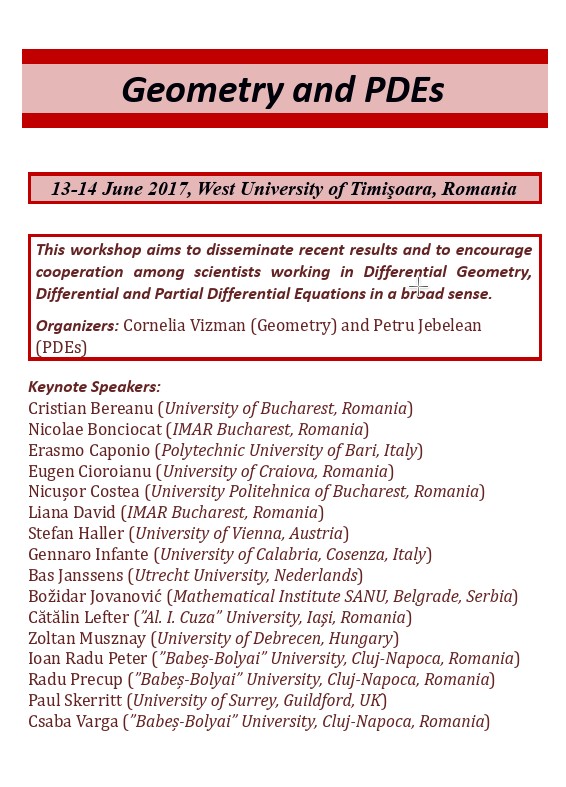 Geometry and PDEs
13-14 June 2017, West University of Timişoara, Romania
This workshop aims to disseminate recent results and to encourage
cooperation among scientists working in Differential Geometry,
Differential and Partial Differential Equations in a broad sense.
Organizers: Cornelia Vizman (Geometry) and Petru Jebelean
(PDEs)
Keynote Speakers:
Cristian Bereanu (University of Bucharest, Romania)
Nicolae Bonciocat (IMAR Bucharest, Romania)
Erasmo Caponio (Polytechnic University of Bari, Italy)
Eugen Cioroianu (University of Craiova, Romania)
Nicușor Costea (University Politehnica of Bucharest, Romania)
Liana David (IMAR Bucharest, Romania)
Stefan Haller (University of Vienna, Austria)
Gennaro Infante (University of Calabria, Cosenza, Italy)
Bas Janssens (Utrecht University, Nederlands)
Božidar Jovanović (Mathematical Institute SANU, Belgrade, Serbia)
Cătălin Lefter (”Al. I. Cuza” University, Iași, Romania)
Zoltan Musznay (University of Debrecen, Hungary)
Ioan Radu Peter (”Babeș-Bolyai” University, Cluj-Napoca, Romania)
Radu Precup (”Babeș-Bolyai” University, Cluj-Napoca, Romania)
Paul Skerritt (University of Surrey, Guildford, UK)
Csaba Varga (”Babeș-Bolyai” University, Cluj-Napoca, Romania)